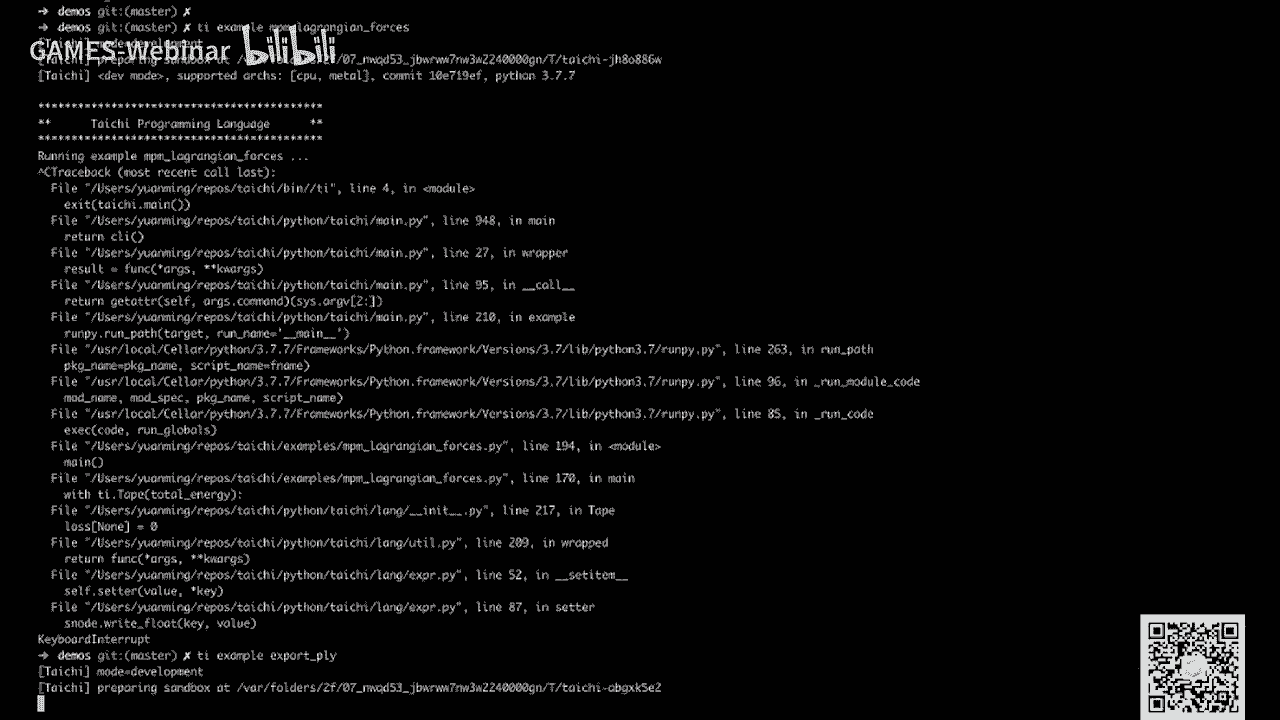 → demos git:(master) ✗
→ demos git:(master) ✗ ti example mpm_lagrangian_forces
GAMES-Webinar bilibili
[Taichi] mode=development
[Taichi] preparing sandbox at /07_nwqd53_jbwrww7nw3w2240000gn/T/taichi-jh8o886w
[Taichi] <dev mode>, supported archs: [cpu, metal], commit 10e719ef, python 3.7.7
******************************************
** Taichi Programming Language **
******************************************
Running example mpm_lagrangian_forces ...
^CTraceback (most recent call last):
File "/Users/yuanming/repos/taichi/bin//ti", line 4, in <module>
exit(taichi.main())
File "/Users/yuanming/repos/taichi/python/taichi/main.py", line 948, in main
return cli()
File "/Users/yuanming/repos/taichi/python/taichi/main.py", line 27, in wrapper
result = func(*args, **kwargs)
File "/Users/yuanming/repos/taichi/python/taichi/main.py", line 95, in __call__
return getattr(self, args.command)(sys.argv[2:])
File "/Users/yuanming/repos/taichi/python/taichi/main.py", line 210, in example
runpy.run_path(target, run_name='__main__')
File "/usr/local/Cellar/python/3.7.7/Frameworks/Python.framework/Versions/3.7/lib/python3.7/runpy.py", line 263, in run_path
pkg_name=pkg_name, script_name=fname)
File "/usr/local/Cellar/python/3.7.7/Frameworks/Python.framework/Versions/3.7/lib/python3.7/runpy.py", line 96, in _run_module_code
mod_name, mod_spec, pkg_name, script_name)
File "/usr/local/Cellar/python/3.7.7/Frameworks/Python.framework/Versions/3.7/lib/python3.7/runpy.py", line 85, in _run_code
exec(code, run_globals)
File "/Users/yuanming/repos/taichi/examples/mpm_lagrangian_forces.py", line 194, in <module>
main()
File "/Users/yuanming/repos/taichi/examples/mpm_lagrangian_forces.py", line 170, in main
with ti.Tape(total_energy):
File "/Users/yuanming/repos/taichi/python/taichi/lang/__init__.py", line 217, in Tape
loss[None] = 0
File "/Users/yuanming/repos/taichi/python/taichi/lang/util.py", line 209, in wrapped
return func(*args, **kwargs)
File "/Users/yuanming/repos/taichi/python/taichi/lang/expr.py", line 52, in __setitem__
self.setter(value, *key)
File "/Users/yuanming/repos/taichi/python/taichi/lang/expr.py", line 87, in setter
snode.write_float(key, value)
KeyboardInterrupt
→ demos git:(master) ✗ ti example export_ply
[Taichi] mode=development
[Taichi] preparing sandbox at /var/folders/2f/07_nwqd53_jbwrww7nw3w2240000gn/T/taichi-abgxk5e2